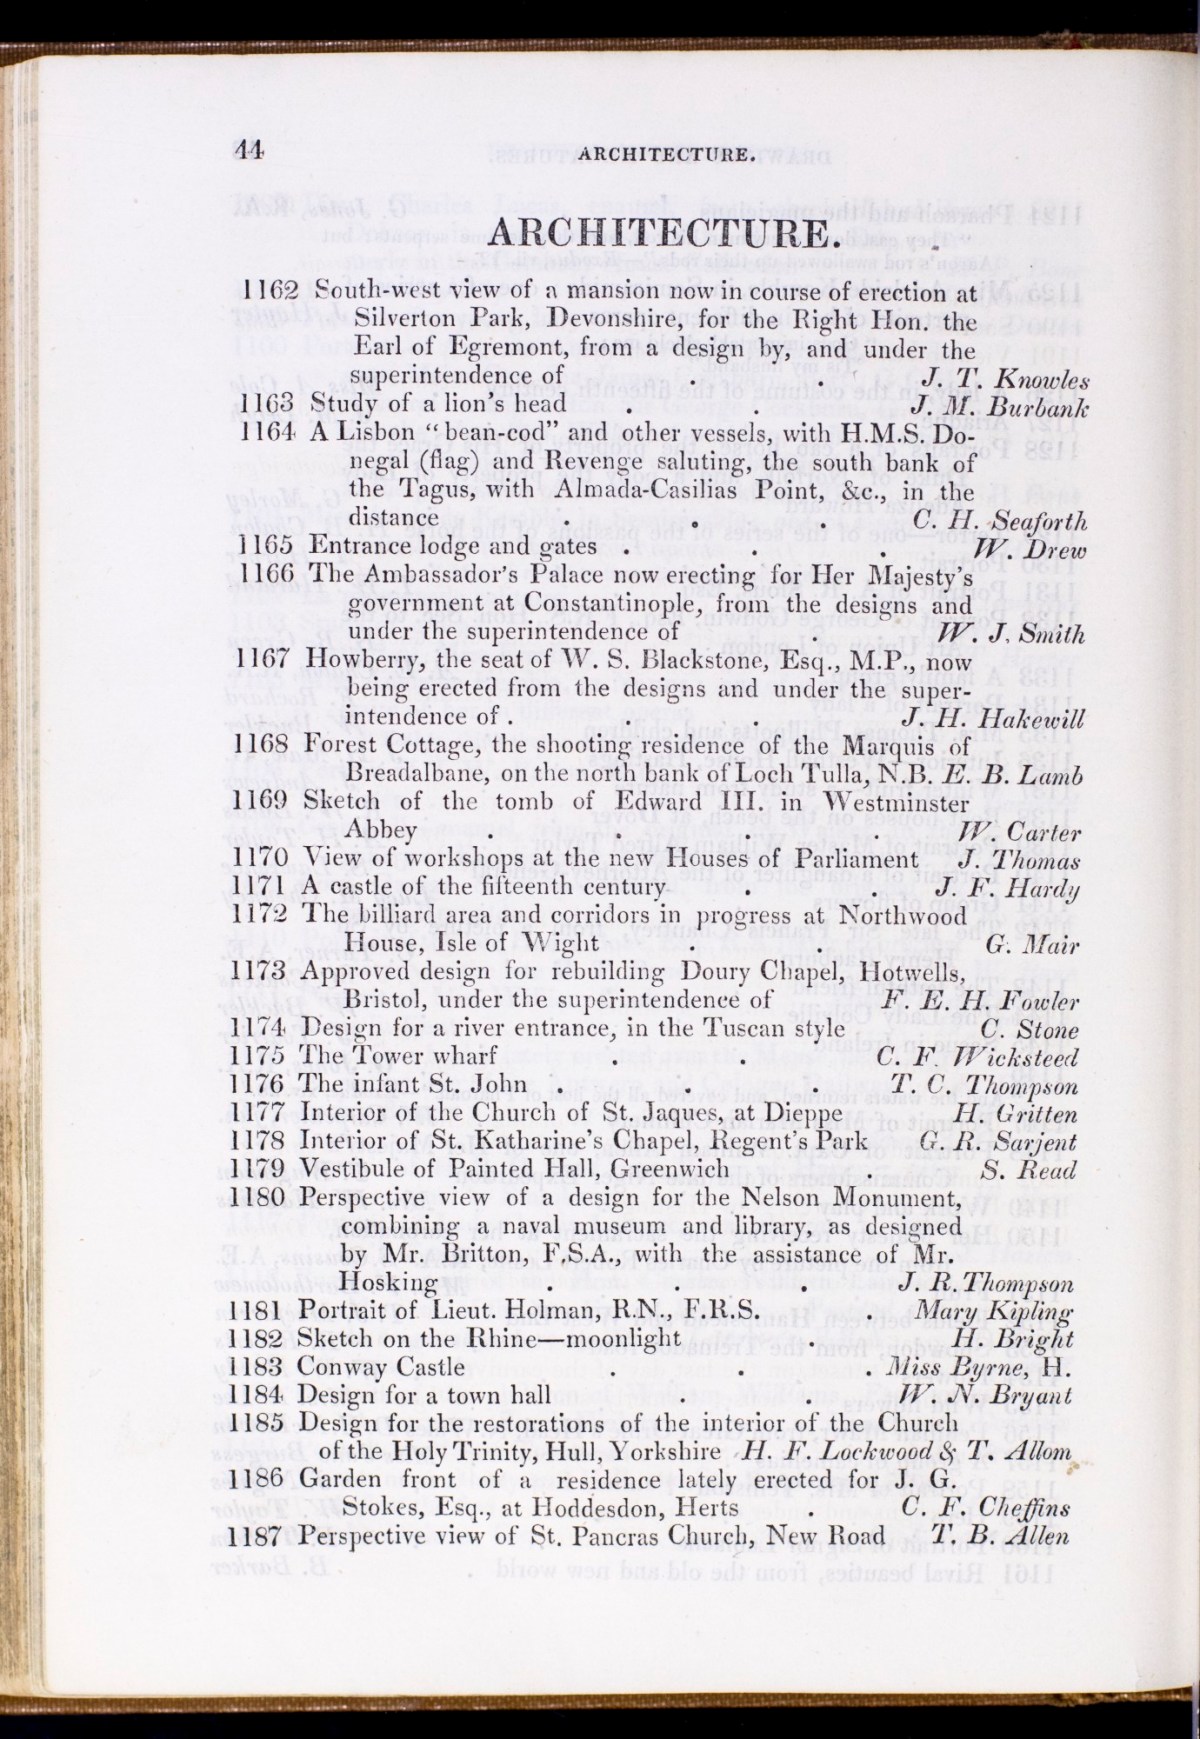 44
ARCHITECTURE.
ARCHITECTURE.
1162 South-west view of a mansion now in course of erection at
Silverton Park, Devonshire, for the Right Hon. the
Earl of Egremont, from a design by, and under the
superintendence of . . J. T. Knowles
1163 Study of a lion's head . . J. M. Burbank
1164 A Lisbon "bean-cod" and other vessels, with H.M.S. Do-
negal (flag) and Revenge saluting, the south bank of
the Tagus, with Almada-Casilias Point, &c., in the
distance . . . C. H. Seaforth
1165 Entrance lodge and gates . . . W. Drew
1166 The Ambassador's Palace now erecting for Her Majesty's
government at Constantinople, from the designs and
under the superintendence of . W. J. Smith
1167 Howberry, the seat of W. S. Blackstone, Esq., M.P., now
being erected from the designs and under the super-
intendence of . . . J. H. Hakewill
1168 Forest Cottage, the shooting residence of the Marquis of
Breadalbane, on the north bank of Loch Tulla, N.B. E. B. Lamb
1169 Sketch of the tomb of Edward III. in Westminster
Abbey . . . . W. Carter
1170 View of workshops at the new Houses of Parliament J. Thomas
1171 A castle of the fifteenth century . . J. F. Hardy
1172 The billiard area and corridors in progress at Northwood
House, Isle of Wight . . G. Mair
1173 Approved design for rebuilding Doury Chapel, Hotwells,
Bristol, under the superintendence of F. E. H. Fowler
1174 Design for a river entrance, in the Tuscan style C. Stone
1175 The Tower wharf . . C. F. Wicksteed
1176 The infant St. John . . . T. C. Thompson
1177 Interior of the Church of St. Jaques, at Dieppe H. Gritten
1178 Interior of St. Katharine's Chapel, Regent's Park G. R. Sarjent
1179 Vestibule of Painted Hall, Greenwich . S. Read
1180 Perspective view of a design for the Nelson Monument,
combining a naval museum and library, as designed
by Mr. Britton, F.S.A., with the assistance of Mr.
Hosking . . . J. R. Thompson
1181 Portrait of Lieut. Holman, R.N., F.R.S. Mary Kipling
1182 Sketch on the Rhine—moonlight . H. Bright
1183 Conway Castle . . . Miss Byrne, H.
1184 Design for a town hall . . W. N. Bryant
1185 Design for the restorations of the interior of the Church
of the Holy Trinity, Hull, Yorkshire H. F. Lockwood & T. Allom
1186 Garden front of a residence lately erected for J. G.
Stokes, Esq., at Hoddesdon, Herts . C. F. Cheffins
1187 Perspective view of St. Pancras Church, New Road T. B. Allen